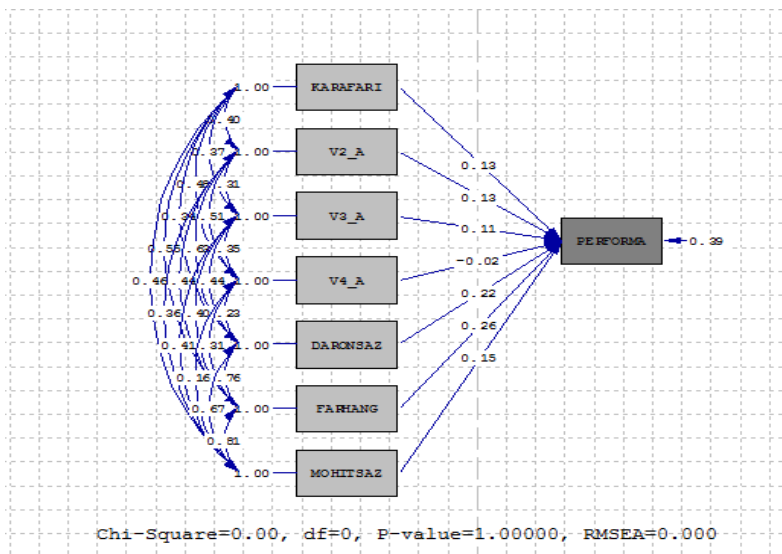 1.00 KARAFARI
.40
0.37 1.00 V2_A
0.13
.31
0.13
.51 1.00 V3_A
0.11
PERFORMA 0.39
0.55 .35
-0.02
0.46 .44 .44 1.00 V4_A
0.22
0.36 .40 .23
0.26
0.41 .31 1.00 DARONSAZ
0.15
0.16 .76
0.67 1.00 FARHANG
0.81
1.00 MOHITSAZ
Chi-Square=0.00, df=0, P-value=1.00000, RMSEA=0.000